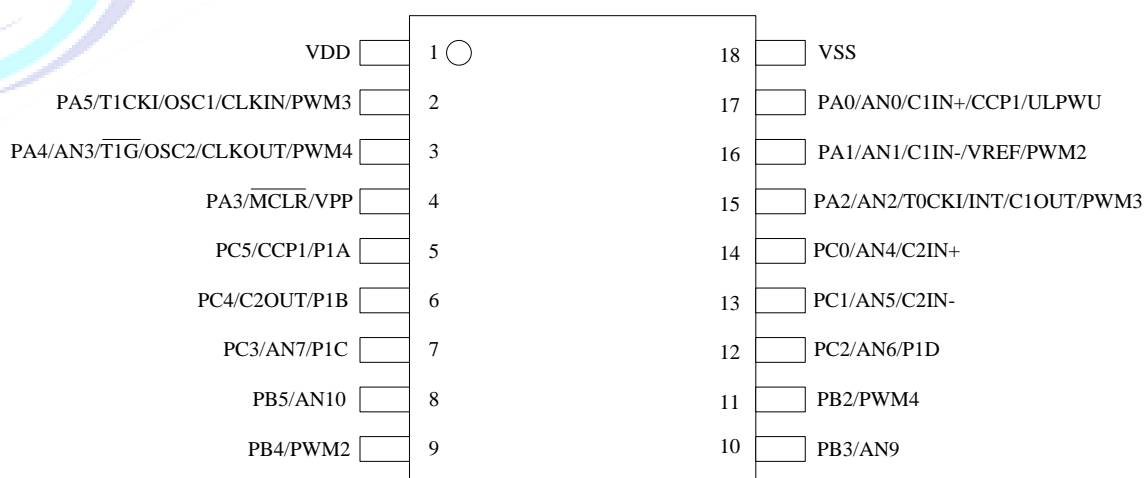 VDD 1 18 VSS
PA5/T1CKI/OSC1/CLKIN/PWM3 2 17 PA0/AN0/C1IN+/CCP1/ULPWU
PA4/AN3/T1G/OSC2/CLKOUT/PWM4 3 16 PA1/AN1/C1IN-/VREF/PWM2
PA3/MCLR/VPP 4 15 PA2/AN2/T0CKI/INT/C1OUT/PWM3
PC5/CCP1/P1A 5 14 PC0/AN4/C2IN+
PC4/C2OUT/P1B 6 13 PC1/AN5/C2IN-
PC3/AN7/P1C 7 12 PC2/AN6/P1D
PB5/AN10 8 11 PB2/PWM4
PB4/PWM2 9 10 PB3/AN9